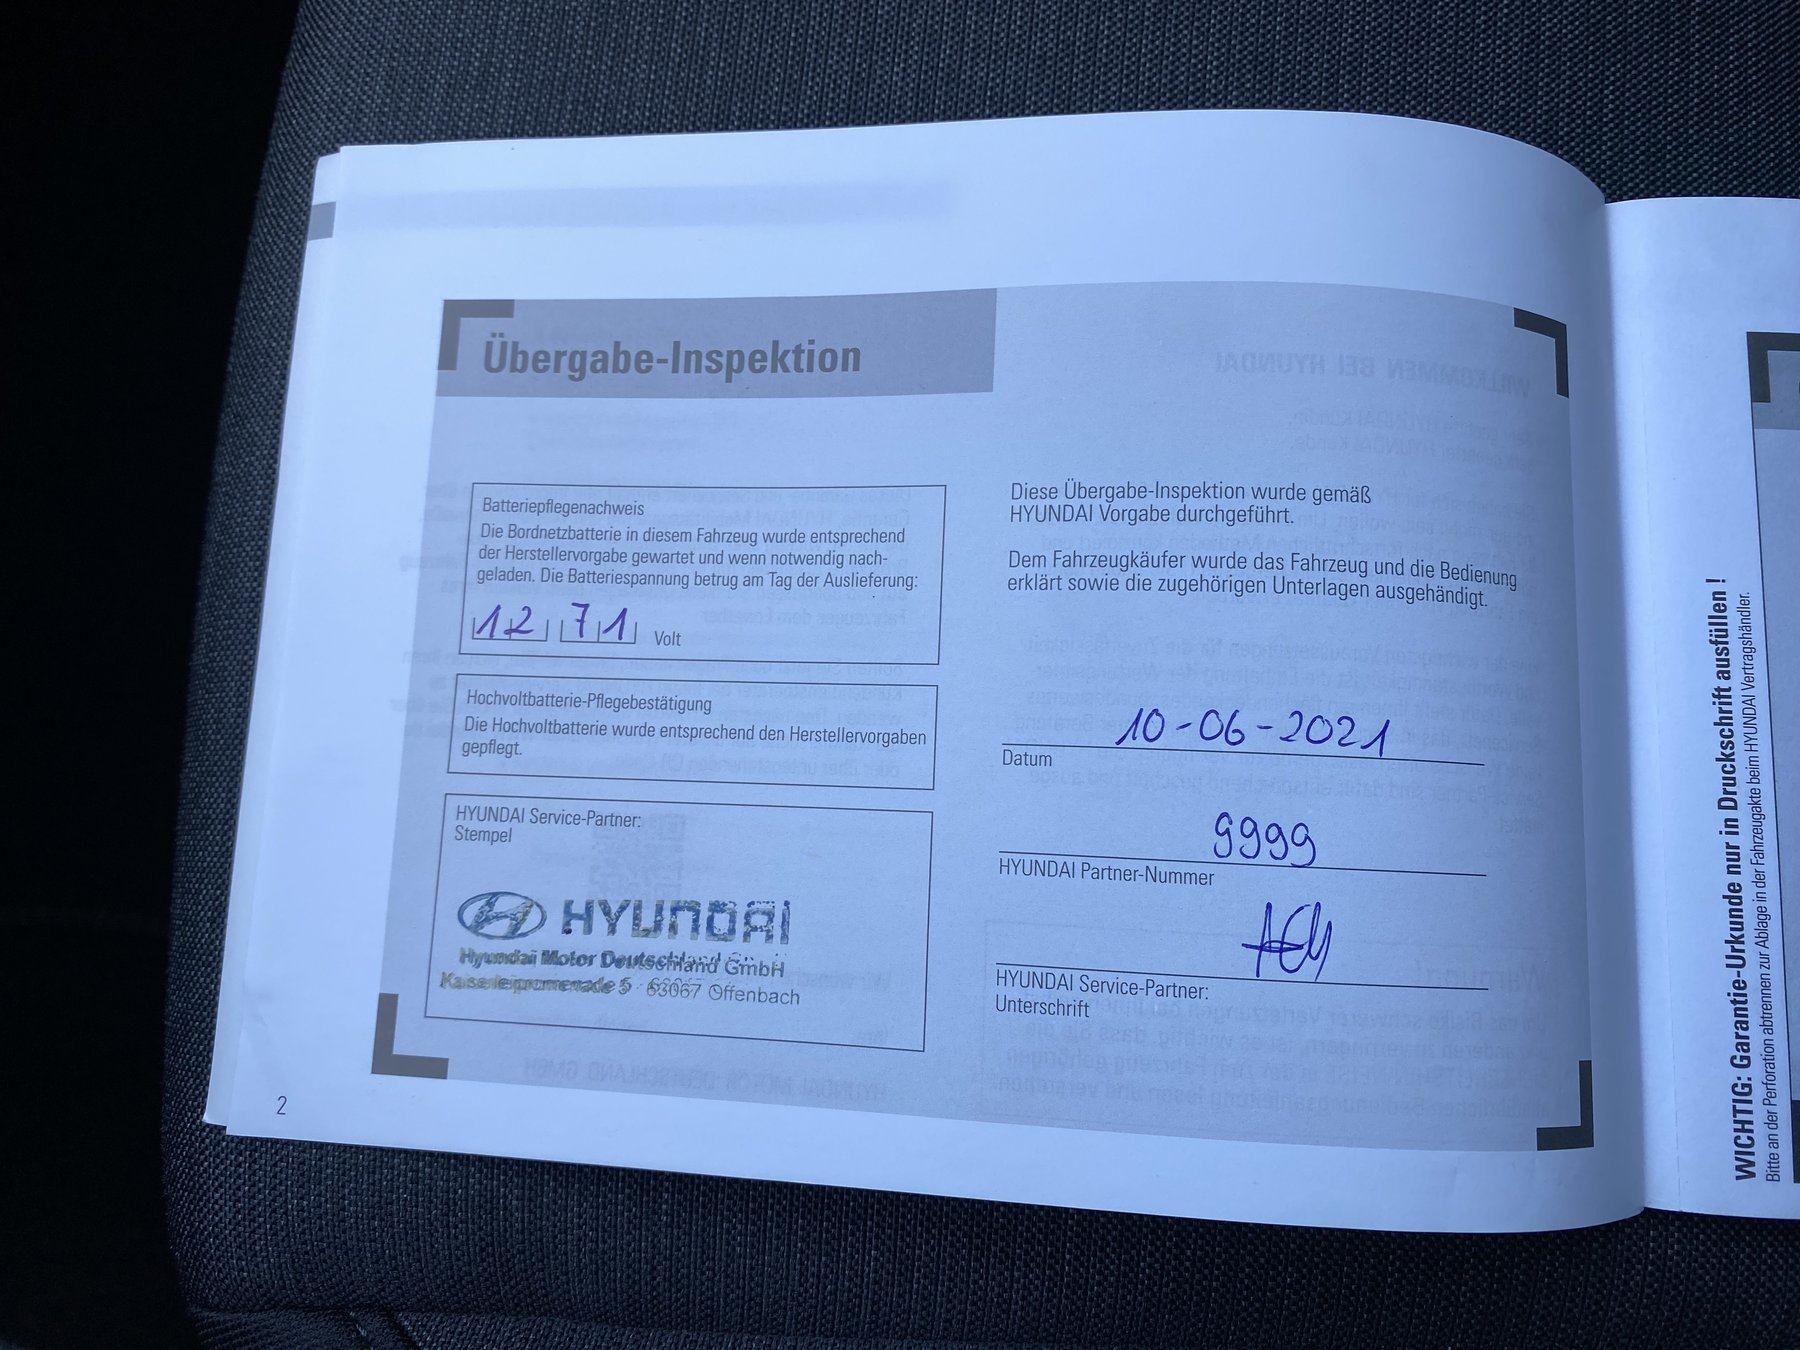 Übergabe-Inspektion
Batteriepflegenachweis
Die Bordnetzbatterie in diesem Fahrzeug wurde entsprechend
der Herstellervorgabe gewartet und wenn notwendig nach-
geladen. Die Batteriespannung betrug am Tag der Auslieferung:
12 71 Volt
Hochvoltbatterie-Pflegebestätigung
Die Hochvoltbatterie wurde entsprechend den Herstellervorgaben
gepflegt.
HYUNDAI Service-Partner:
Stempel
HYUNDAI
Hyundai Motor Deutschland GmbH
Kaiserleipromenade 5 · 63067 Offenbach
2
Diese Übergabe-Inspektion wurde gemäß
HYUNDAI Vorgabe durchgeführt.
Dem Fahrzeugkäufer wurde das Fahrzeug und die Bedienung
erklärt sowie die zugehörigen Unterlagen ausgehändigt.
10-06-2021
Datum
9999
HYUNDAI Partner-Nummer
HYUNDAI Service-Partner:
Unterschrift
WICHTIG: Garantie-Urkunde nur in Druckschrift ausfüllen !
Bitte an der Perforation abtrennen zur Ablage in der Fahrzeugakte beim HYUNDAI Vertragshändler.